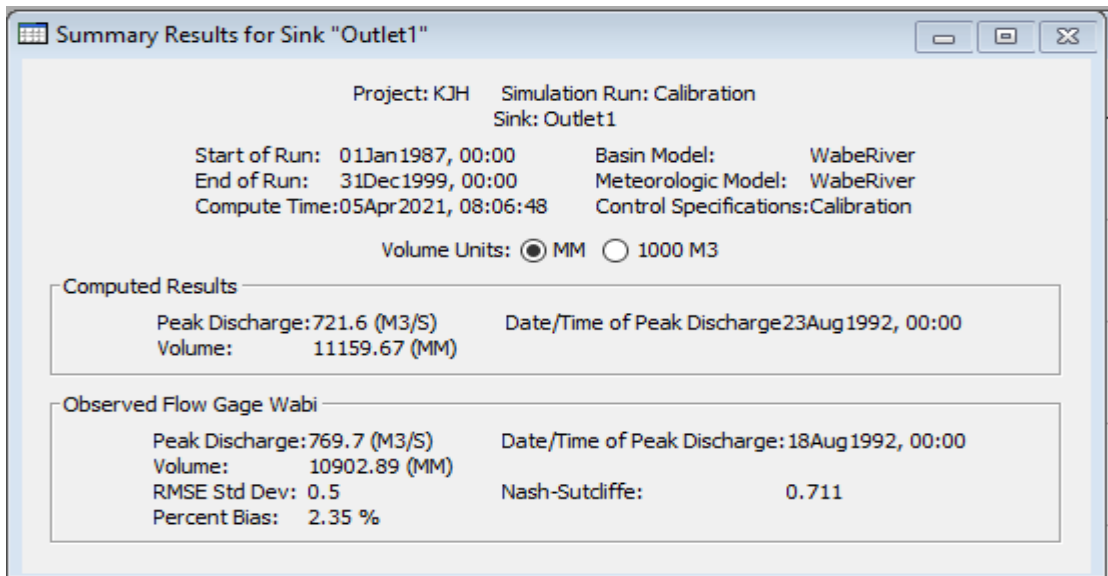 Summary Results for Sink "Outlet1"
Project: KJH Simulation Run: Calibration
Sink: Outlet1
Start of Run: 01Jan1987, 00:00 Basin Model: WabeRiver
End of Run: 31Dec1999, 00:00 Meteorologic Model: WabeRiver
Compute Time:05Apr2021, 08:06:48 Control Specifications:Calibration
Volume Units: MM 1000 M3
Computed Results
Peak Discharge:721.6 (M3/S) Date/Time of Peak Discharge23Aug1992, 00:00
Volume: 11159.67 (MM)
Observed Flow Gage Wabi
Peak Discharge:769.7 (M3/S) Date/Time of Peak Discharge:18Aug1992, 00:00
Volume: 10902.89 (MM)
RMSE Std Dev: 0.5 Nash-Sutcliffe: 0.711
Percent Bias: 2.35 %